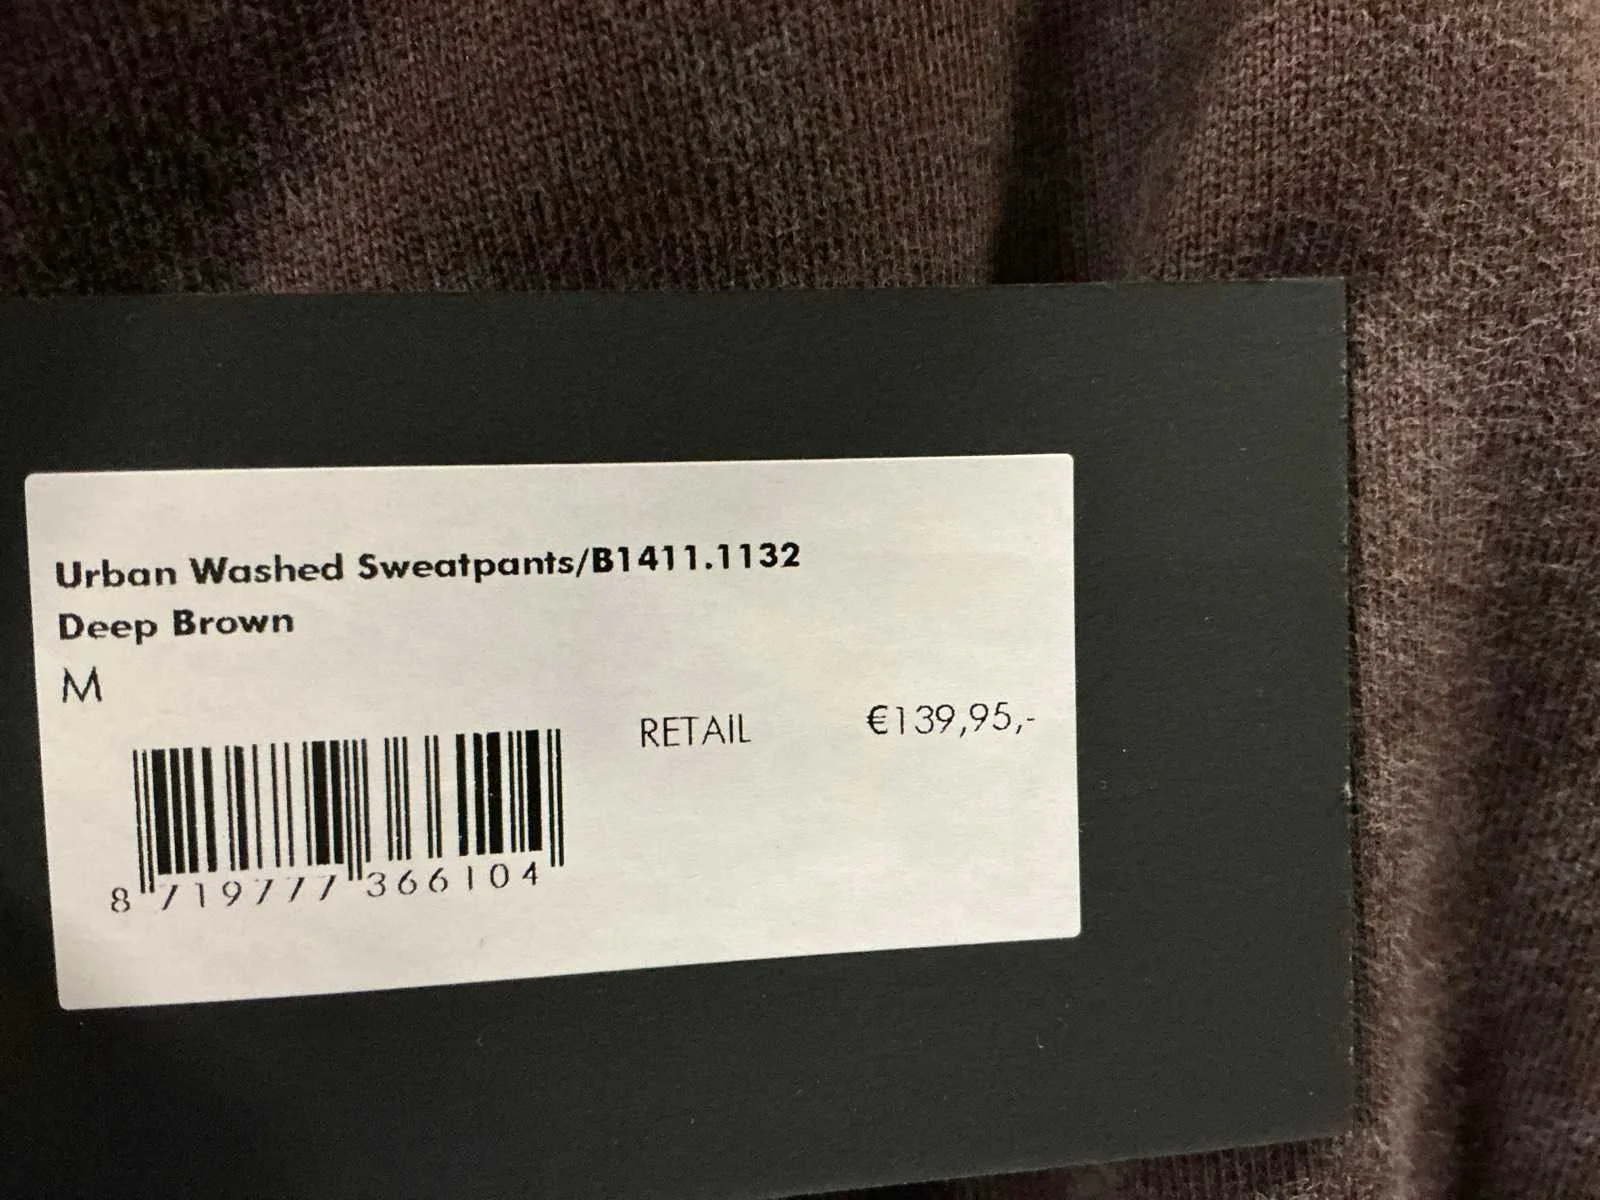 Urban Washed Sweatpants/B1411.1132
Deep Brown
M
RETAIL €139,95,-
8 719777 366104